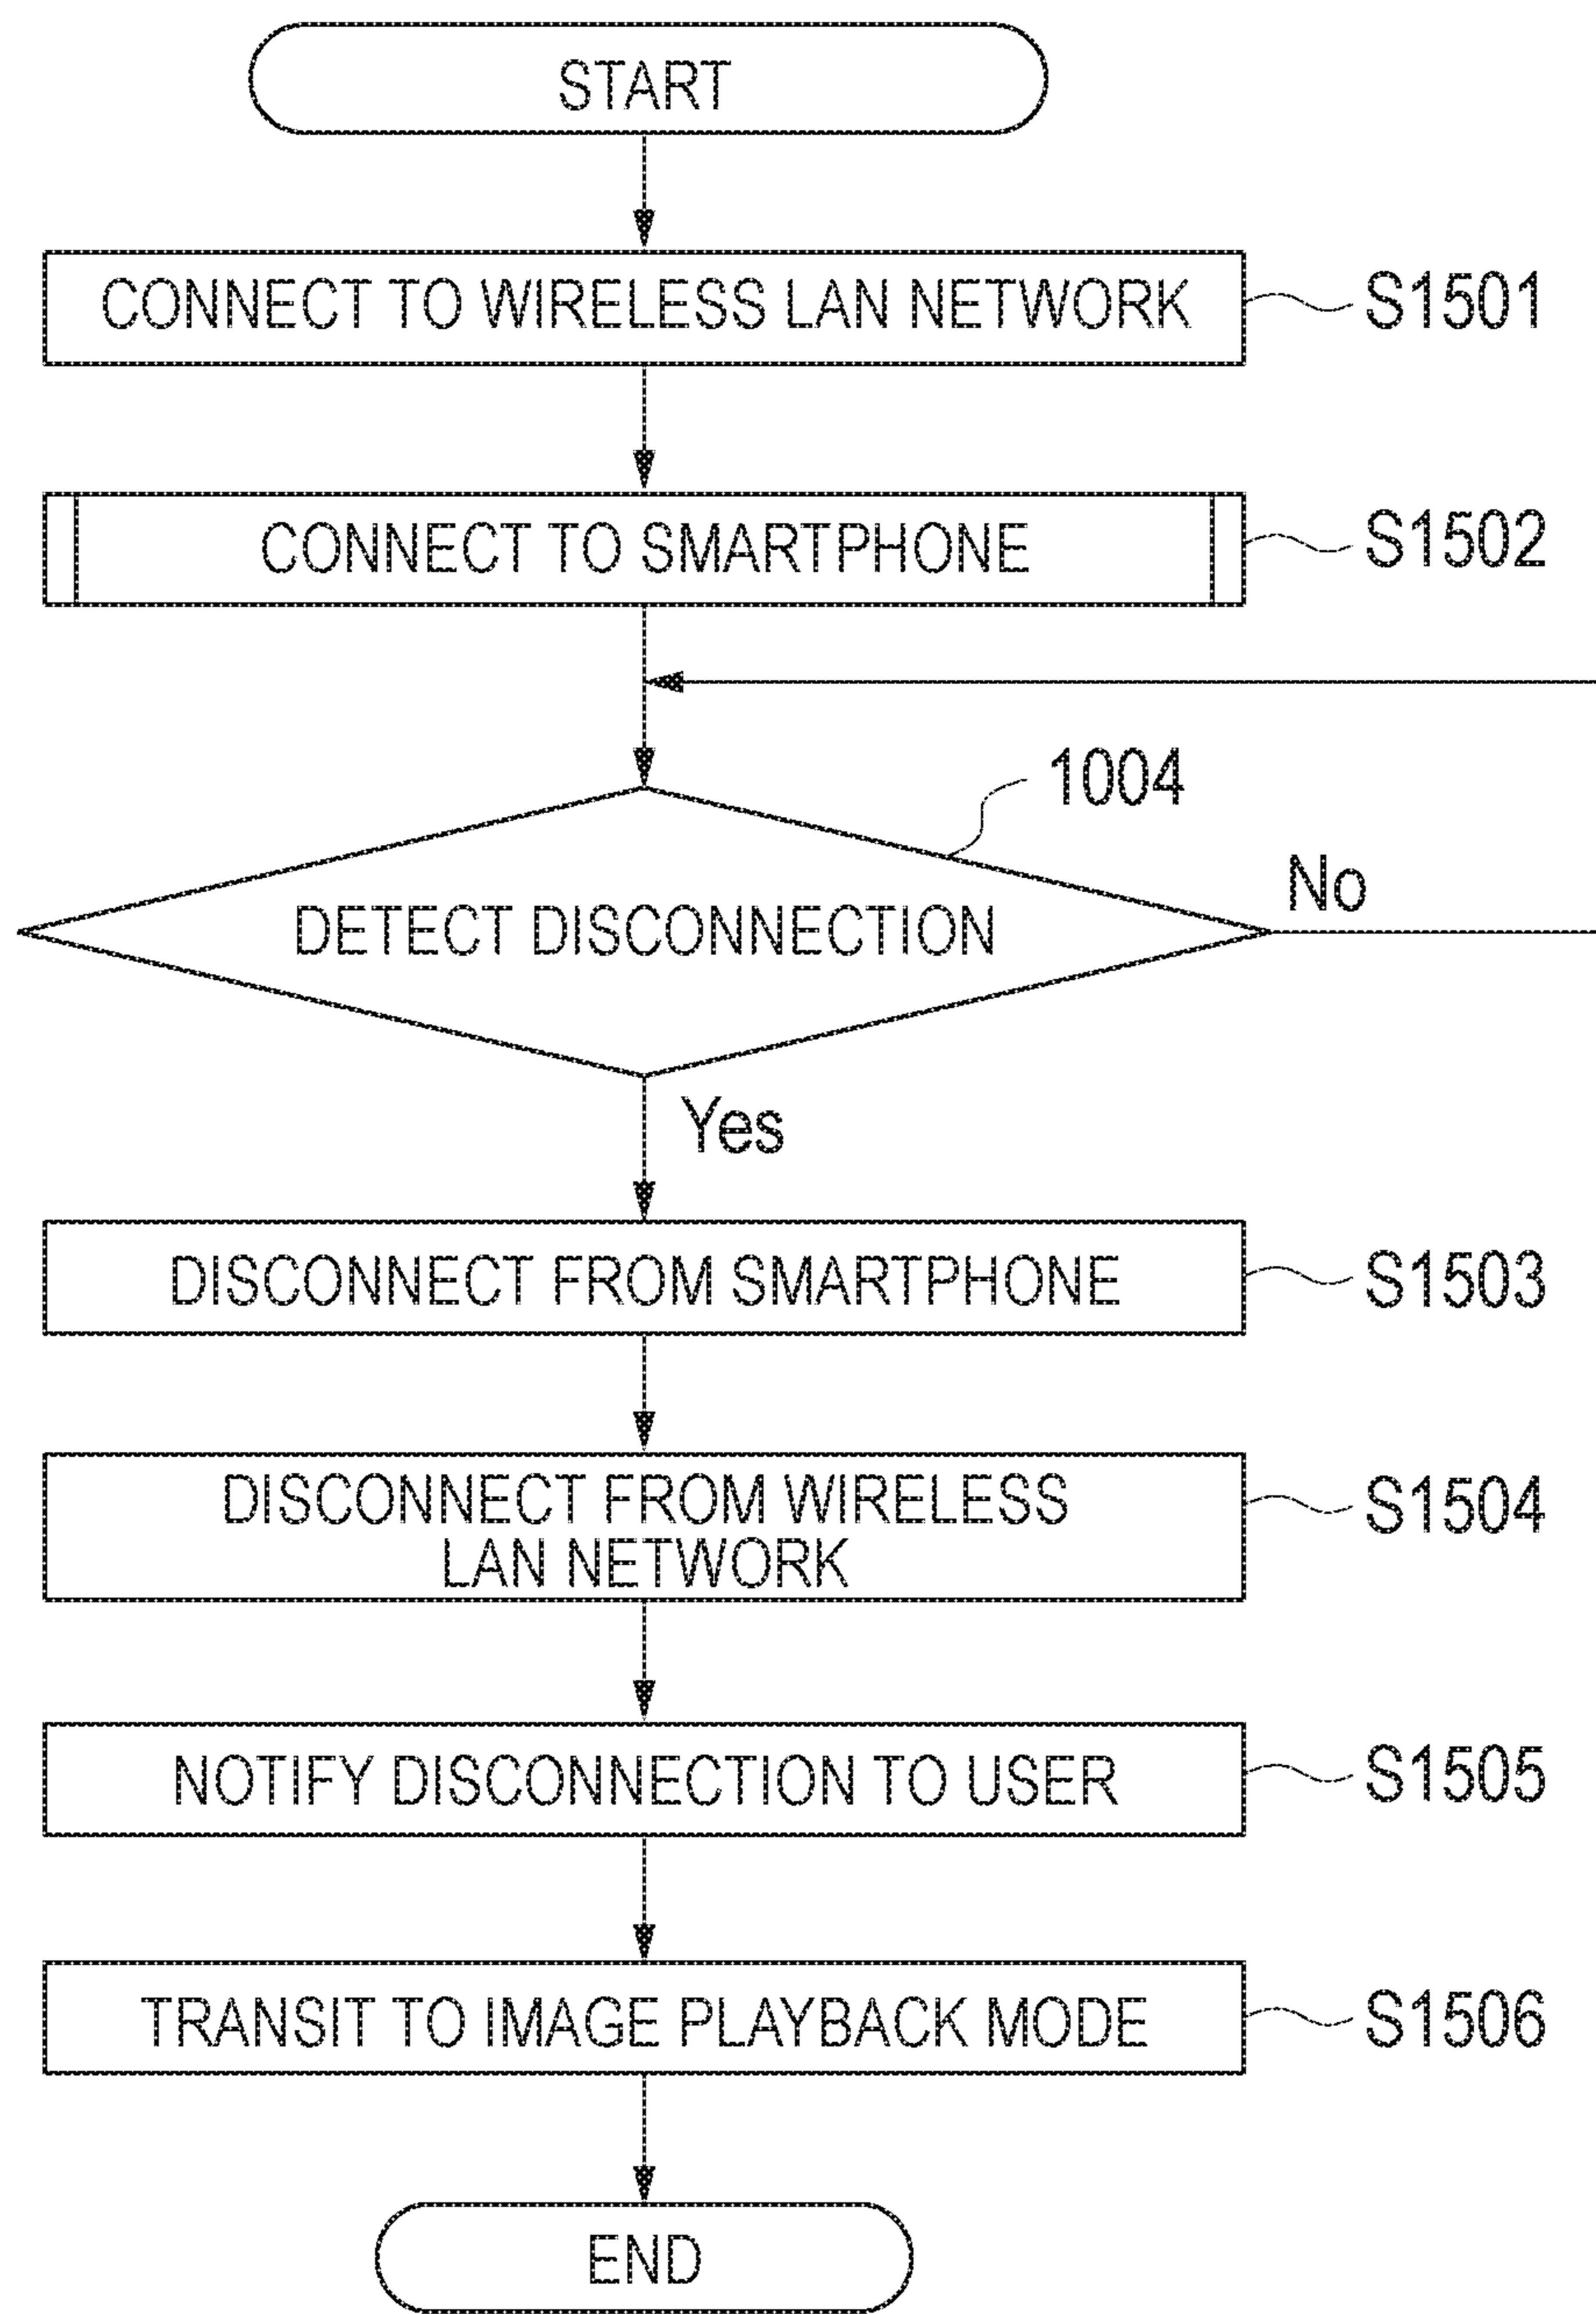 START
CONNECT TO WIRELESS LAN NETWORK
S1501
CONNECT TO SMARTPHONE
S1502
1004
DETECT DISCONNECTION
No
Yes
DISCONNECT FROM SMARTPHONE
S1503
DISCONNECT FROM WIRELESS
LAN NETWORK
S1504
NOTIFY DISCONNECTION TO USER
S1505
TRANSIT TO IMAGE PLAYBACK MODE
S1506
END